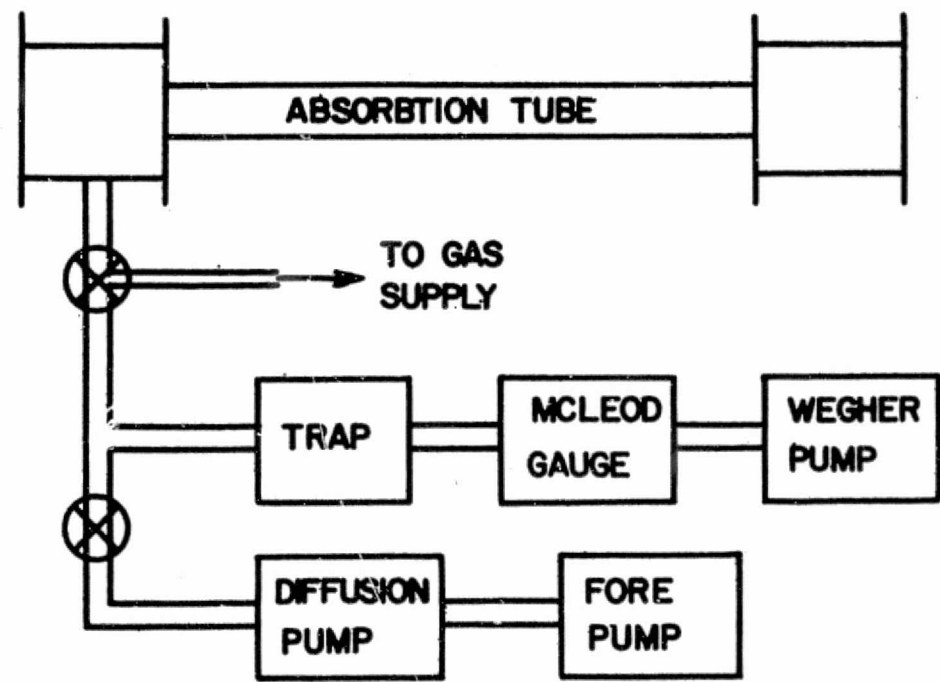 ABSORBTION TUBE
TO GAS
SUPPLY
TRAP
MCLEOD
GAUGE
WEGHER
PUMP
DIFFUSION
PUMP
FORE
PUMP